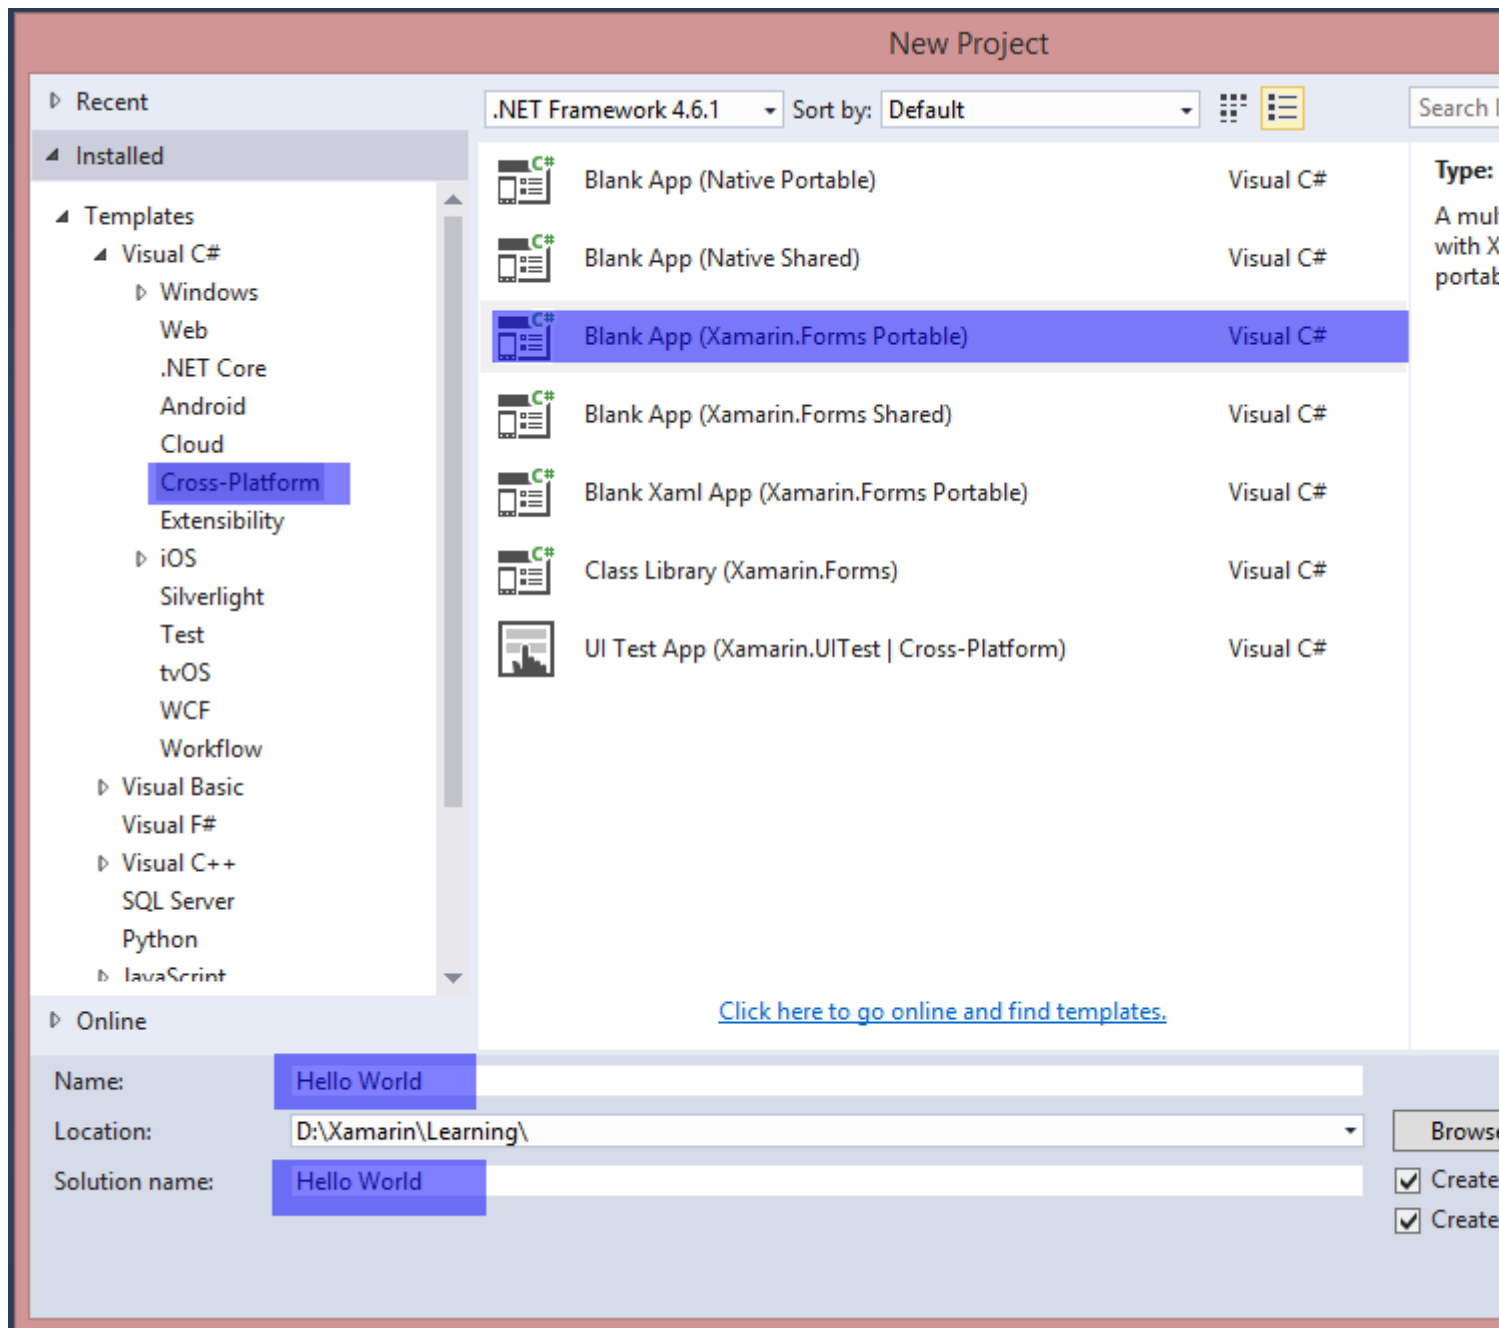 New Project
Recent
Installed
Templates
Visual C#
Windows
Web
.NET Core
Android
Cloud
Cross-Platform
Extensibility
iOS
Silverlight
Test
tvOS
WCF
Workflow
Visual Basic
Visual F#
Visual C++
SQL Server
Python
JavaScript
Online
.NET Framework 4.6.1 Sort by: Default
Search
Blank App (Native Portable) Visual C#
Blank App (Native Shared) Visual C#
Blank App (Xamarin.Forms Portable) Visual C#
Blank App (Xamarin.Forms Shared) Visual C#
Blank Xaml App (Xamarin.Forms Portable) Visual C#
Class Library (Xamarin.Forms) Visual C#
UI Test App (Xamarin.UITest | Cross-Platform) Visual C#
Click here to go online and find templates.
Type:
A
with
Name: Hello World
Location: D:\Xamarin\Learning\
Solution name: Hello World
Create
Create